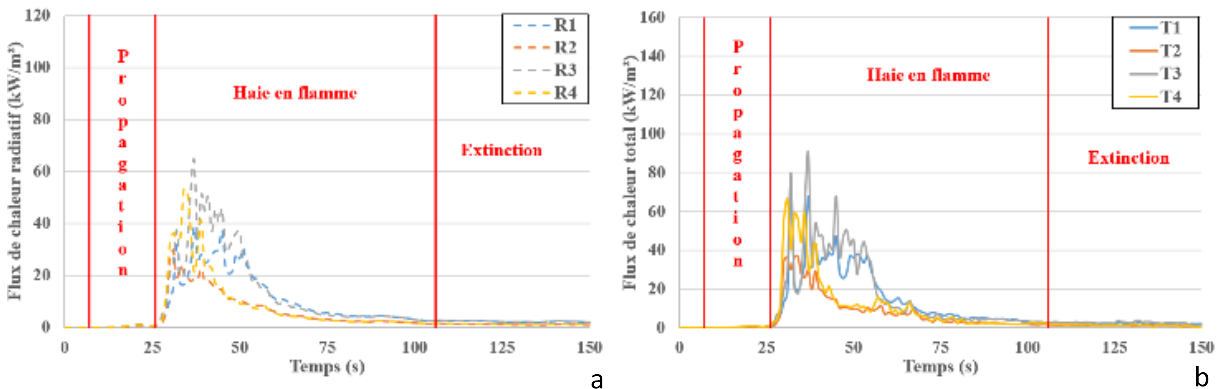 120
100
80
60
40
20
0
Flux de chaleur radiatif (kW/m²)
Propagation
Haie en flamme
Extinction
R1
R2
R3
R4
0 25 50 75 100 125 150
Temps (s)
a
160
140
120
100
80
60
40
20
0
Flux de chaleur total (kW/m²)
Propagation
Haie en flamme
Extinction
T1
T2
T3
T4
0 25 50 75 100 125 150
Temps (s)
b